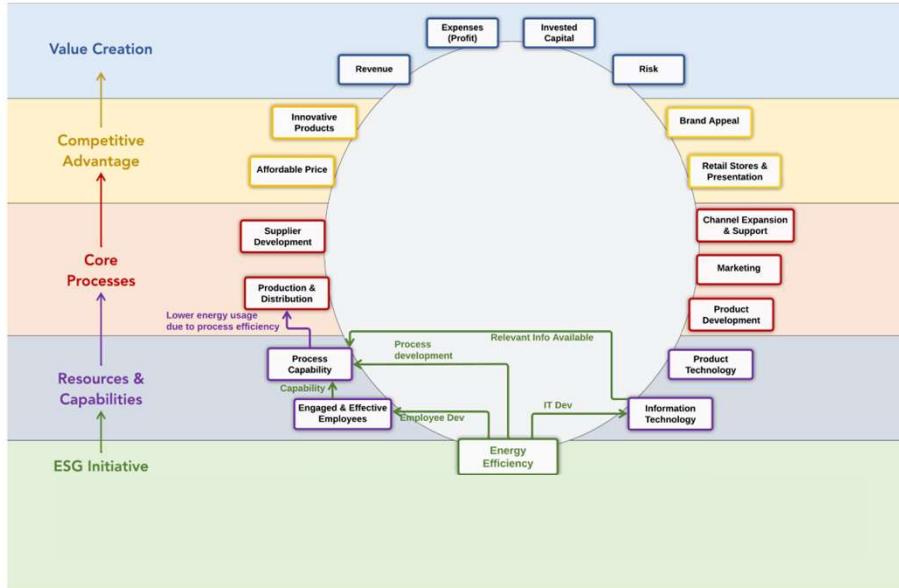 Value Creation
Expenses
(Profit)
Invested
Capital
Revenue
Risk
Competitive
Advantage
Innovative
Products
Brand Appeal
Affordable Price
Retail Stores &
Presentation
Core
Processes
Supplier
Development
Channel Expansion
& Support
Marketing
Production &
Distribution
Product
Development
Lower energy usage
due to process efficiency
Relevant Info Available
Process
development
Resources &
Capabilities
Process
Capability
Product
Technology
Capability
Engaged & Effective
Employees
Employee Dev
IT Dev
Information
Technology
ESG Initiative
Energy
Efficiency